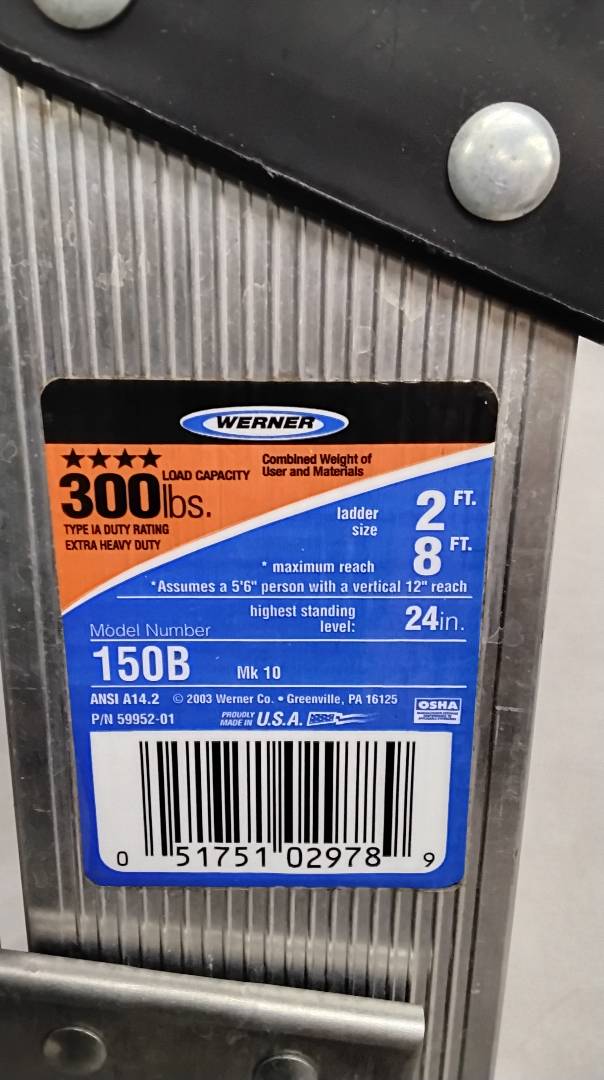 WERNER
★★★★
300lbs.
LOAD CAPACITY
Combined Weight of
User and Materials
TYPE IA DUTY RATING
EXTRA HEAVY DUTY
ladder
size
2 FT.
8 FT.
* maximum reach
*Assumes a 5'6" person with a vertical 12" reach
highest standing
level:
24in.
Model Number
150B
Mk 10
ANSI A14.2 © 2003 Werner Co. • Greenville, PA 16125
P/N 59952-01
PROUDLY
MADE IN U.S.A.
OSHA
0 51751 02978 9